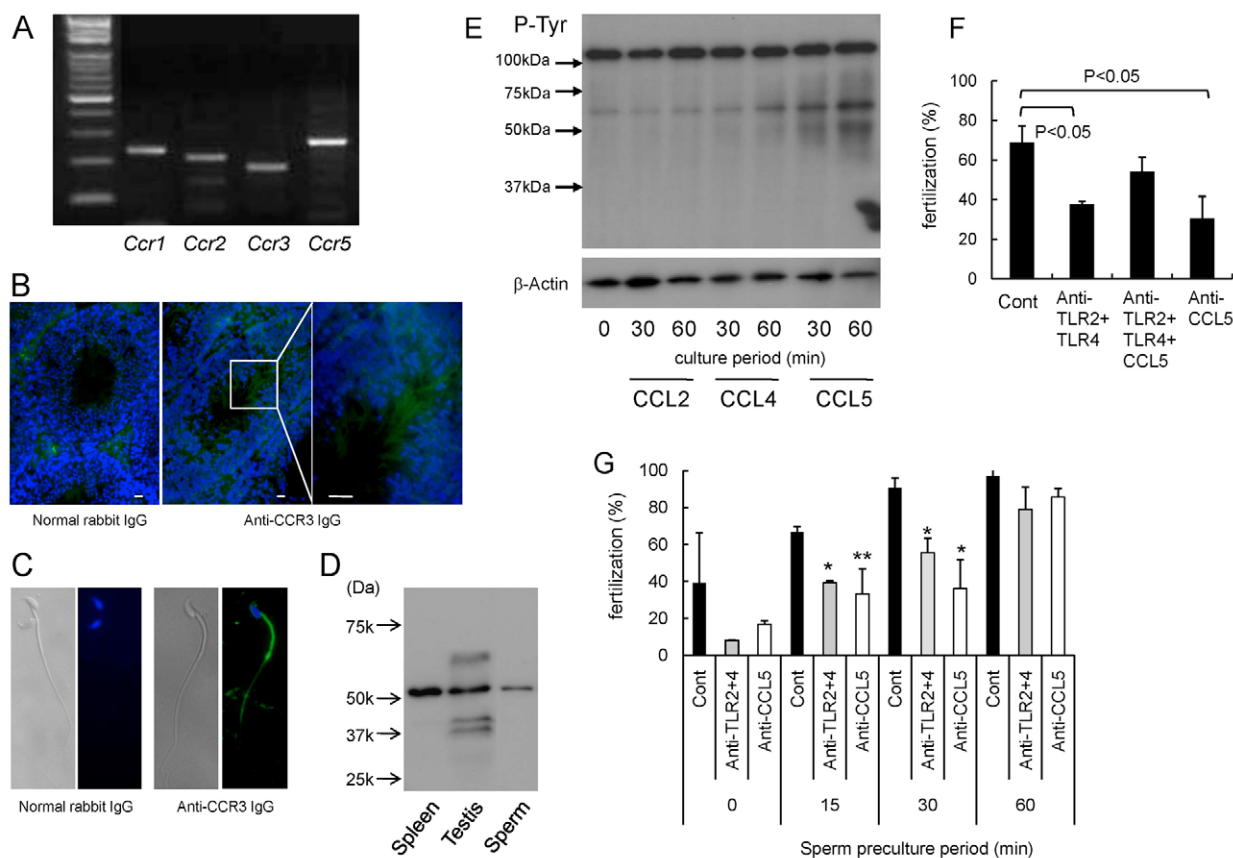 A
Ccr1 Ccr2 Ccr3 Ccr5
B
Normal rabbit IgG Anti-CCR3 IgG
C
Normal rabbit IgG Anti-CCR3 IgG
D
(Da)
75k
50k
37k
25k
Spleen Testis Sperm
E
P-Tyr
100kDa
75kDa
50kDa
37kDa
β-Actin
0 30 60 30 60 30 60
culture period (min)
CCL2 CCL4 CCL5
F
P<0.05
P<0.05
fertilization (%)
100
80
60
40
20
0
Cont
Anti-
TLR2+
TLR4
Anti-
TLR2+
TLR4+
CCL5
Anti-
CCL5
G
fertilization (%)
100
80
60
40
20
0
* ** * *
Cont Anti-TLR2+4 Anti-CCL5 Cont Anti-TLR2+4 Anti-CCL5 Cont Anti-TLR2+4 Anti-CCL5 Cont Anti-TLR2+4 Anti-CCL5
0 15 30 60
Sperm preculture period (min)